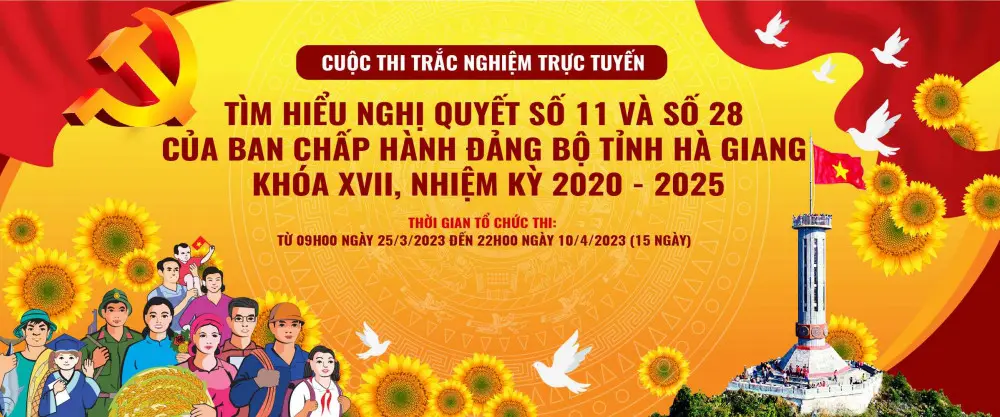 CUỘC THI TRẮC NGHIỆM TRỰC TUYẾN
TÌM HIỂU NGHỊ QUYẾT SỐ 11 VÀ SỐ 28
CỦA BAN CHẤP HÀNH ĐẢNG BỘ TỈNH HÀ GIANG
KHÓA XVII, NHIỆM KỲ 2020 - 2025
THỜI GIAN TỔ CHỨC THI:
TỪ 09H00 NGÀY 25/3/2023 ĐẾN 22H00 NGÀY 10/4/2023 (15 NGÀY)